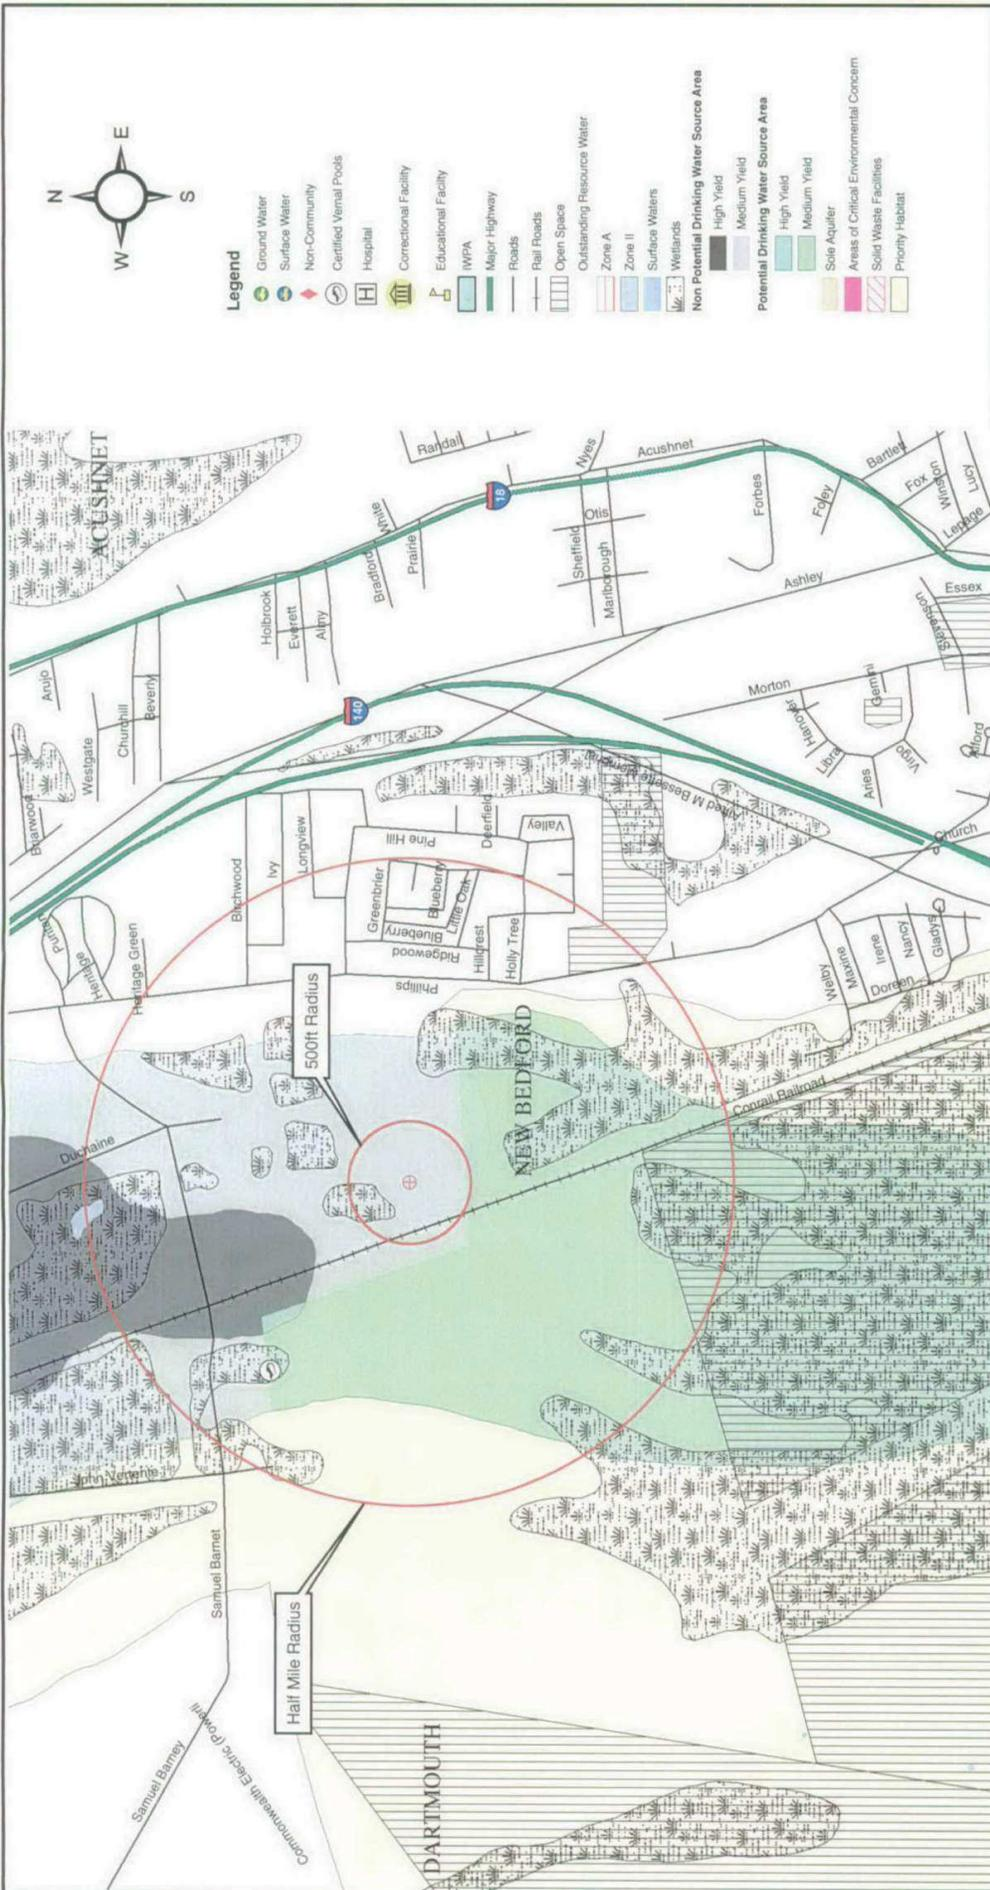 N
W
E
S
Legend
Ground Water
Surface Water
Non-Community
Certified Vernal Pools
H
Hospital
Correctional Facility
Educational Facility
IWPA
Major Highway
Roads
Rail Roads
Open Space
Outstanding Resource Water
Zone A
Zone II
Surface Waters
Wetlands
Non Potential Drinking Water Source Area
High Yield
Medium Yield
Potential Drinking Water Source Area
High Yield
Medium Yield
Sole Aquifer
Areas of Critical Environmental Concern
Solid Waste Facilities
Priority Habitat
ACUSHNET
Randall
Nyes
Acushnet
Bartlett
Fox
Winston
Lucy
Lepage
Foley
Forbes
18
White
Bradford
Prairie
Sheffield
Otis
Marlborough
Ashley
Essex
Stevenson
Holbrook
Everett
Almy
Arujo
Beverly
Churchill
Westgate
Briarwood
140
Morton
Gemini
Hanover
Libra
Virgo
Aries
Church
Alfred M Bessette Memorial
Valley
Deerfield
Pine Hill
Longview
Ivy
Birchwood
Greenbrier
Blueberry
Little Oak
Blueberry
Ridgewood
Hillcrest
Holly Tree
Phillips
Heritage
Heritage Green
Welby
Maxine
Irene
Nancy
Gladys
Doreen
500ft Radius
NEW BEDFORD
Conrail Railroad
Duchaine
Samuel Barnet
Half Mile Radius
Samuel Barney
Commonwealth Electric (Powerli
DARTMOUTH